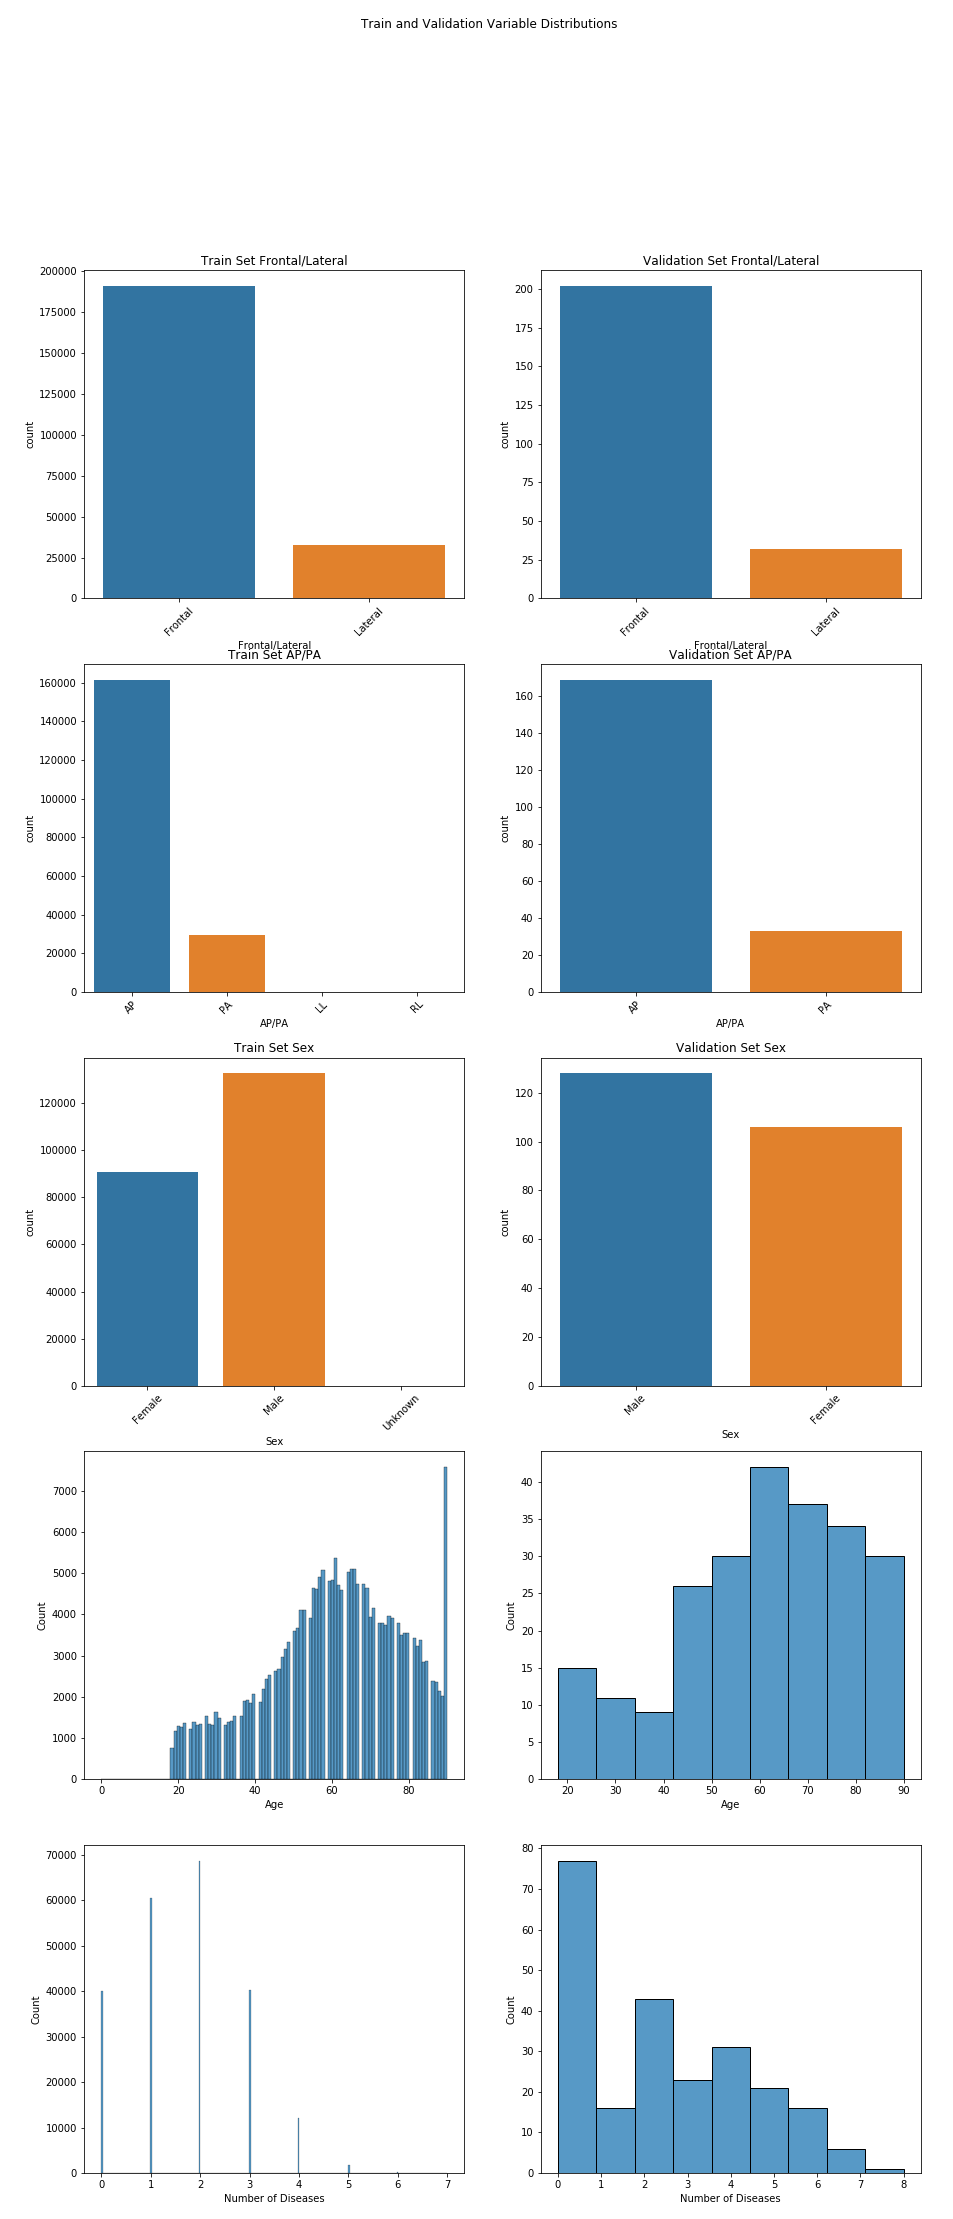 Train and Validation Variable Distributions
Train Set Frontal/Lateral
200000
175000
150000
125000
100000
75000
50000
25000
0
count
Frontal
Lateral
Frontal/Lateral
Validation Set Frontal/Lateral
200
175
150
125
100
75
50
25
0
count
Frontal
Lateral
Frontal/Lateral
Train Set AP/PA
160000
140000
120000
100000
80000
60000
40000
20000
0
count
AP
PA
LL
RL
AP/PA
Validation Set AP/PA
160
140
120
100
80
60
40
20
0
count
AP
PA
AP/PA
Train Set Sex
120000
100000
80000
60000
40000
20000
0
count
Female
Male
Unknown
Sex
Validation Set Sex
120
100
80
60
40
20
0
count
Male
Female
Sex
7000
6000
5000
4000
3000
2000
1000
0
Count
0 20 40 60 80
Age
40
35
30
25
20
15
10
5
0
Count
20 30 40 50 60 70 80 90
Age
70000
60000
50000
40000
30000
20000
10000
0
Count
0 1 2 3 4 5 6 7
Number of Diseases
80
70
60
50
40
30
20
10
0
Count
0 1 2 3 4 5 6 7 8
Number of Diseases